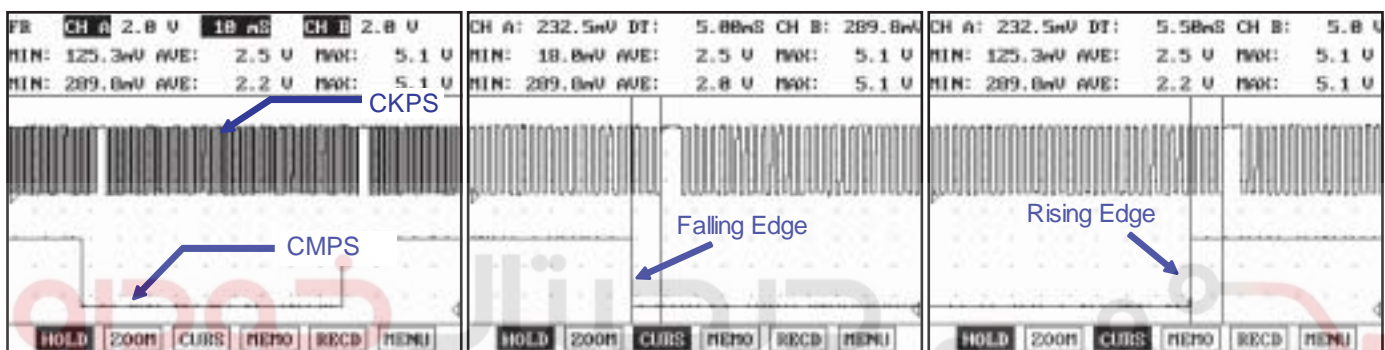 FR CH A 2.0 V 10 mS CH B 2.0 V
MIN: 125.3mV AVE: 2.5 V MAX: 5.1 V
MIN: 289.8mV AVE: 2.2 V MAX: 5.1 V
CKPS
CMPS
HOLD ZOOM CURS MEMO RECD MENU
CH A: 232.5mV DT: 5.00mS CH B: 289.8mV
MIN: 18.0mV AVE: 2.5 V MAX: 5.1 V
MIN: 289.8mV AVE: 2.0 V MAX: 5.1 V
Falling Edge
HOLD ZOOM CURS MEMO RECD MENU
CH A: 232.5mV DT: 5.50mS CH B: 5.0 V
MIN: 125.3mV AVE: 2.5 V MAX: 5.1 V
MIN: 289.8mV AVE: 2.2 V MAX: 5.1 V
Rising Edge
HOLD ZOOM CURS MEMO RECD MENU